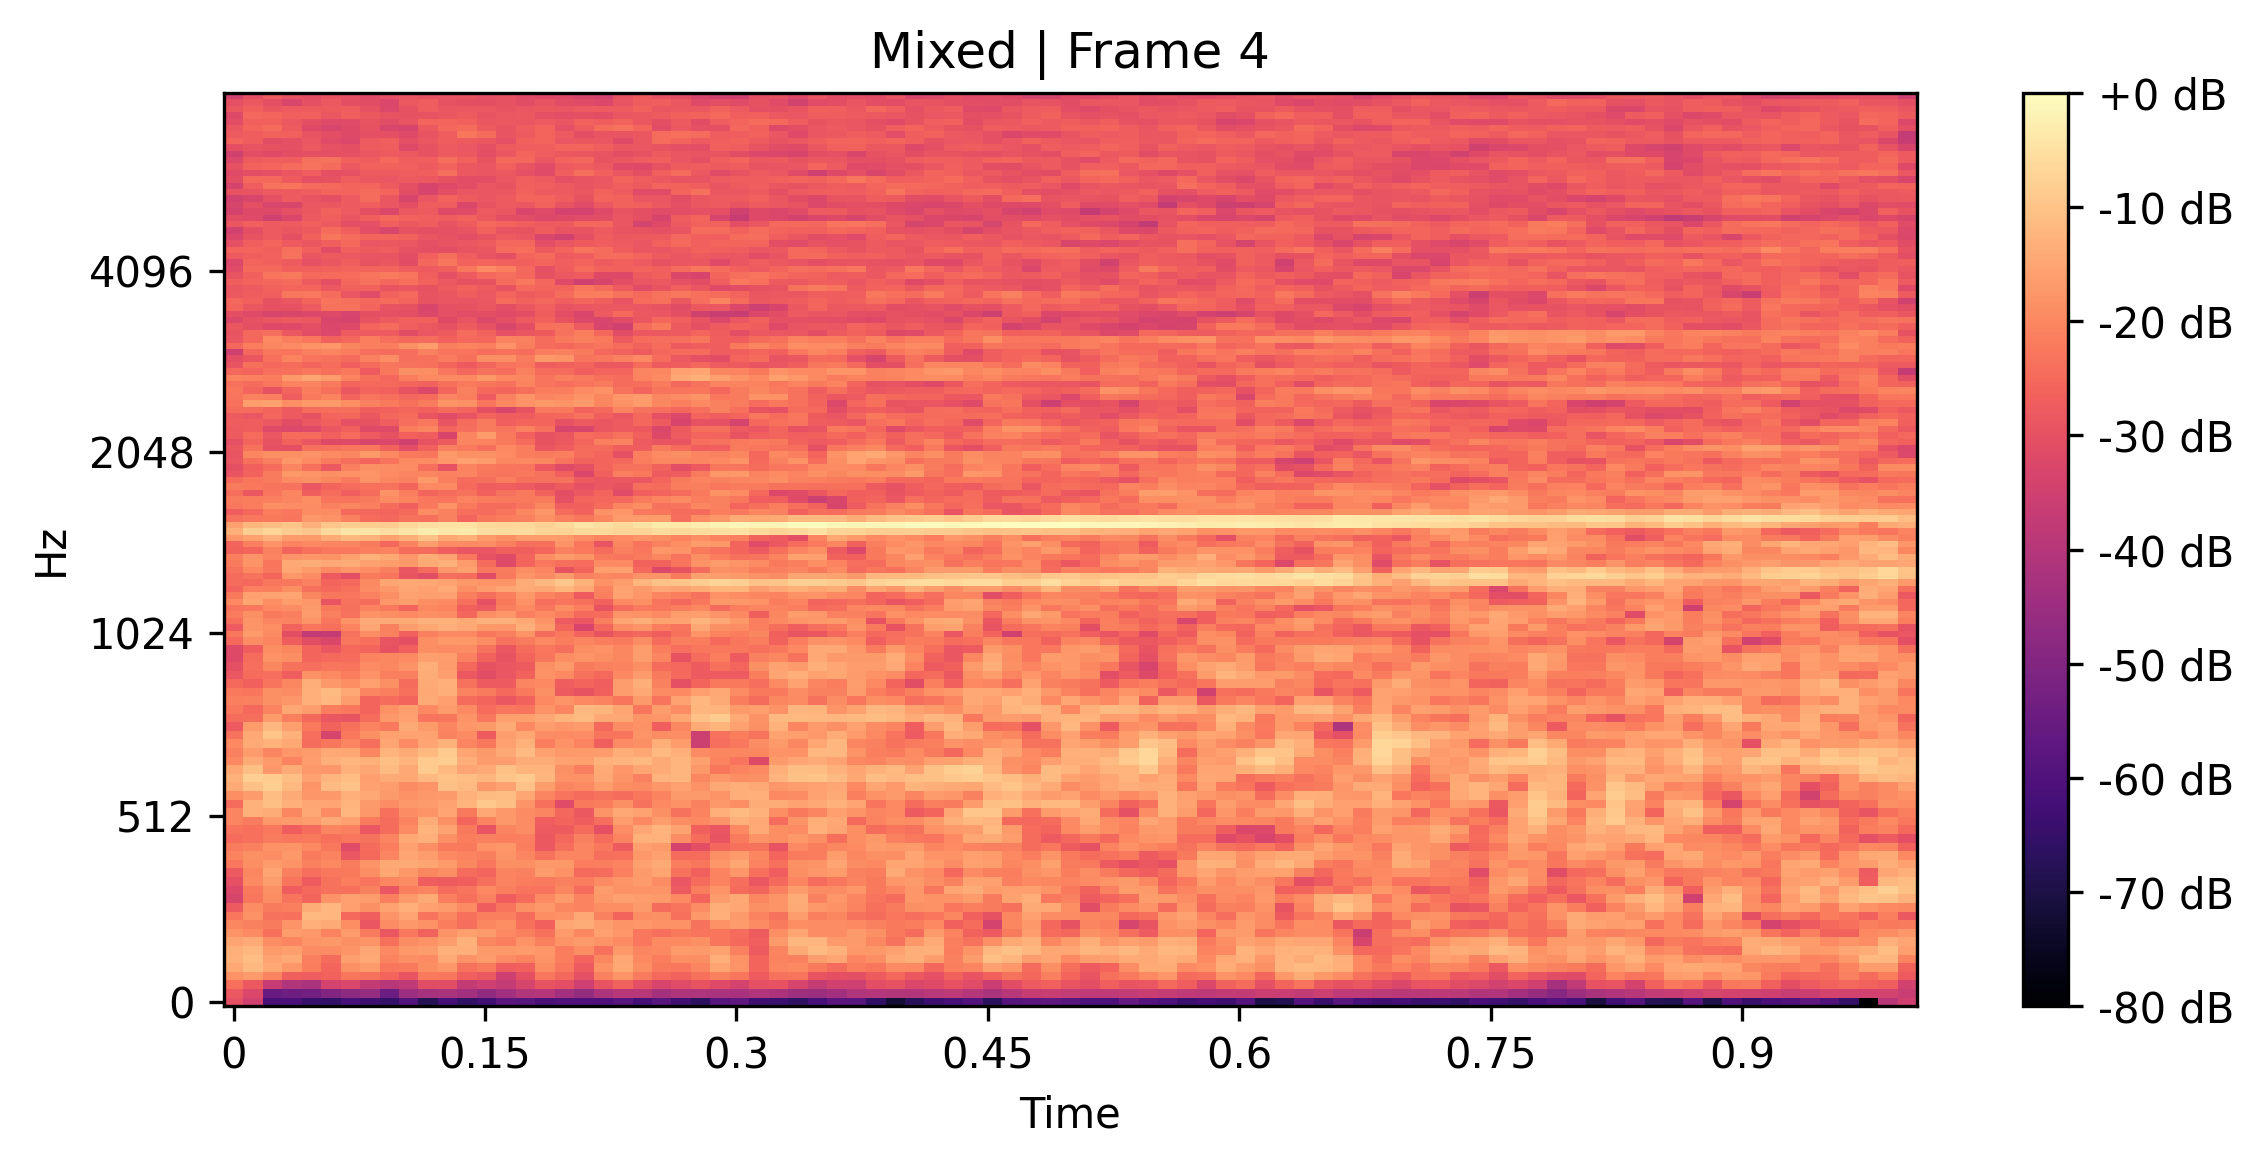 Mixed | Frame 4
+0 dB
-10 dB
-20 dB
-30 dB
-40 dB
-50 dB
-60 dB
-70 dB
-80 dB
Hz
4096
2048
1024
512
0
0 0.15 0.3 0.45 0.6 0.75 0.9
Time